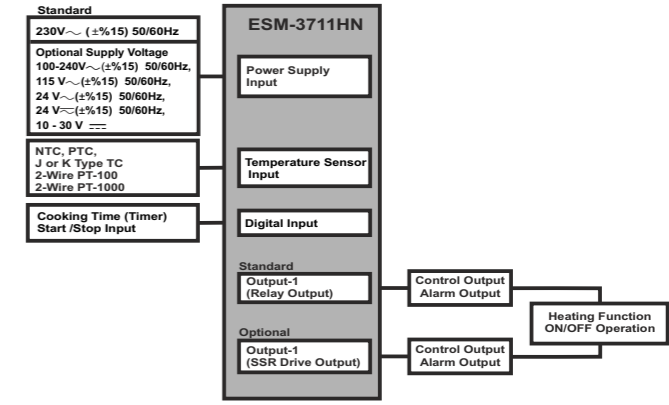 Standard
230V∼ (±%15) 50/60Hz
Optional Supply Voltage
100-240V∼(±%15) 50/60Hz,
115 V∼(±%15) 50/60Hz,
24 V∼(±%15) 50/60Hz,
24 V⏦(±%15) 50/60Hz,
10 - 30 V ⎓
NTC, PTC,
J or K Type TC
2-Wire PT-100
2-Wire PT-1000
Cooking Time (Timer)
Start /Stop Input
ESM-3711HN
Power Supply
Input
Temperature Sensor
Input
Digital Input
Standard
Output-1
(Relay Output)
Optional
Output-1
(SSR Drive Output)
Control Output
Alarm Output
Control Output
Alarm Output
Heating Function
ON/OFF Operation